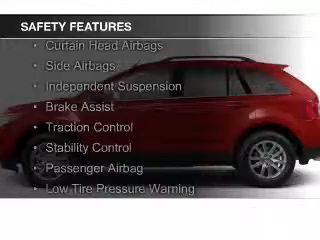 SAFETY FEATURES
• Curtain Head Airbags
• Side Airbags
• Independent Suspension
• Brake Assist
• Traction Control
• Stability Control
• Passenger Airbag
• Low Tire Pressure Warning